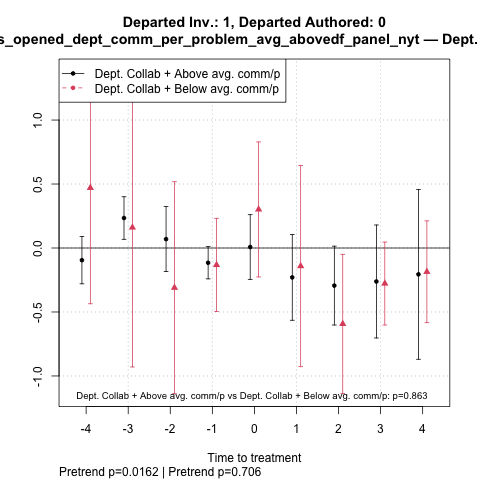 Departed Inv.: 1, Departed Authored: 0
s_opened_dept_comm_per_problem_avg_abovedf_panel_nyt — Dept.
Dept. Collab + Above avg. comm/p
Dept. Collab + Below avg. comm/p
1.0
0.5
0.0
-0.5
-1.0
Dept. Collab + Above avg. comm/p vs Dept. Collab + Below avg. comm/p: p=0.863
-4 -3 -2 -1 0 1 2 3 4
Time to treatment
Pretrend p=0.0162 | Pretrend p=0.706